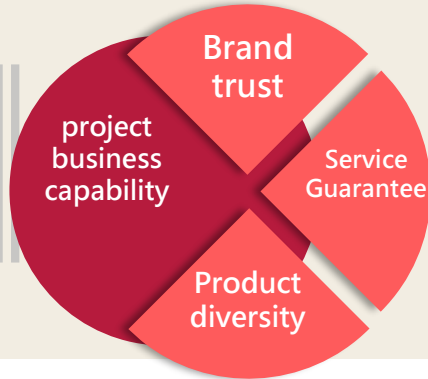 Brand
trust
project
business
capability
Service
Guarantee
Product
diversity